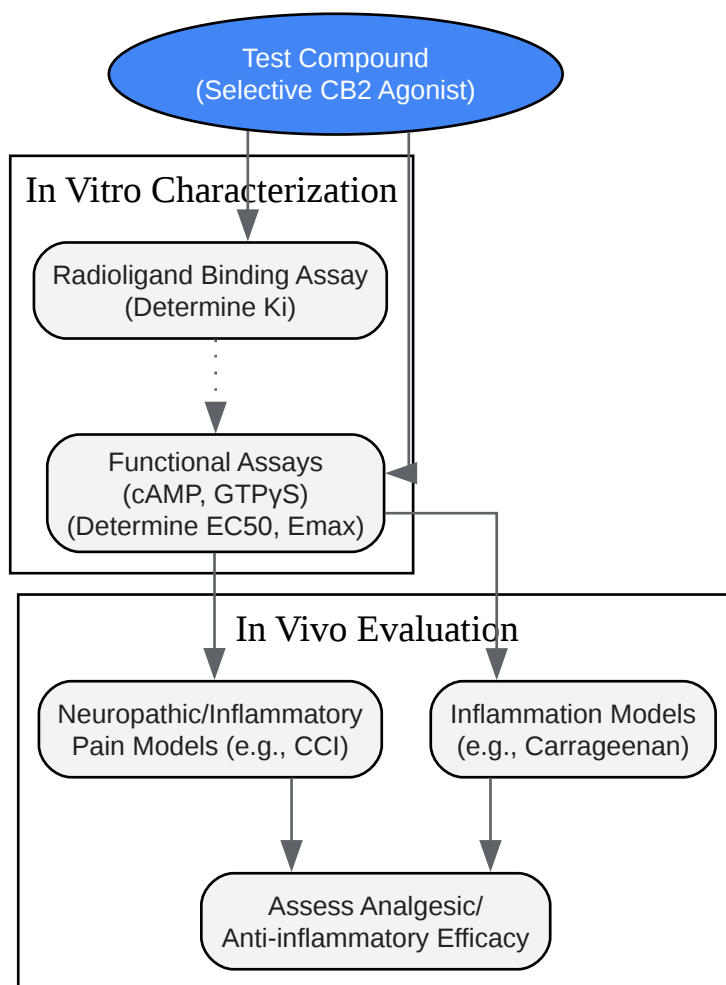 Test Compound
(Selective CB2 Agonist)
In Vitro Characterization
Radioligand Binding Assay
(Determine Ki)
Functional Assays
(cAMP, GTPγS)
(Determine EC50, Emax)
In Vivo Evaluation
Neuropathic/Inflammatory
Pain Models (e.g., CCI)
Inflammation Models
(e.g., Carrageenan)
Assess Analgesic/
Anti-inflammatory Efficacy